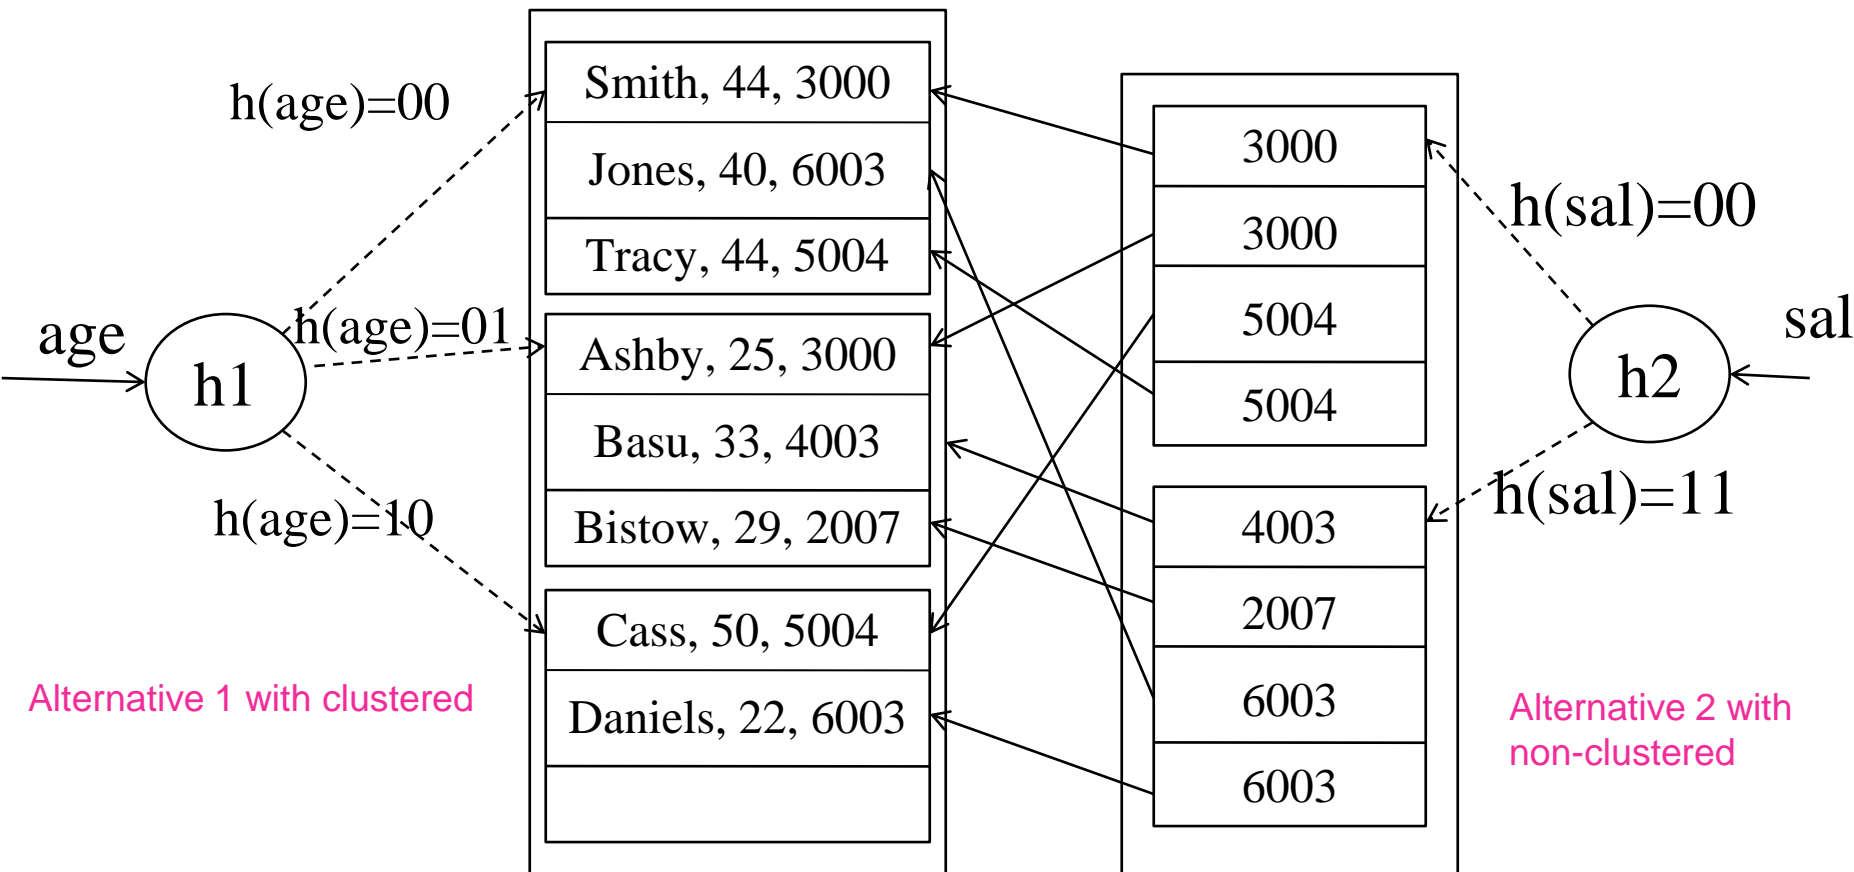 h(age)=00
h(age)=01
h(age)=10
age
h1
Smith, 44, 3000
Jones, 40, 6003
Tracy, 44, 5004
Ashby, 25, 3000
Basu, 33, 4003
Bistow, 29, 2007
Cass, 50, 5004
Daniels, 22, 6003
3000
3000
5004
5004
4003
2007
6003
6003
h(sal)=00
sal
h2
h(sal)=11
Alternative 1 with clustered
Alternative 2 with
non-clustered